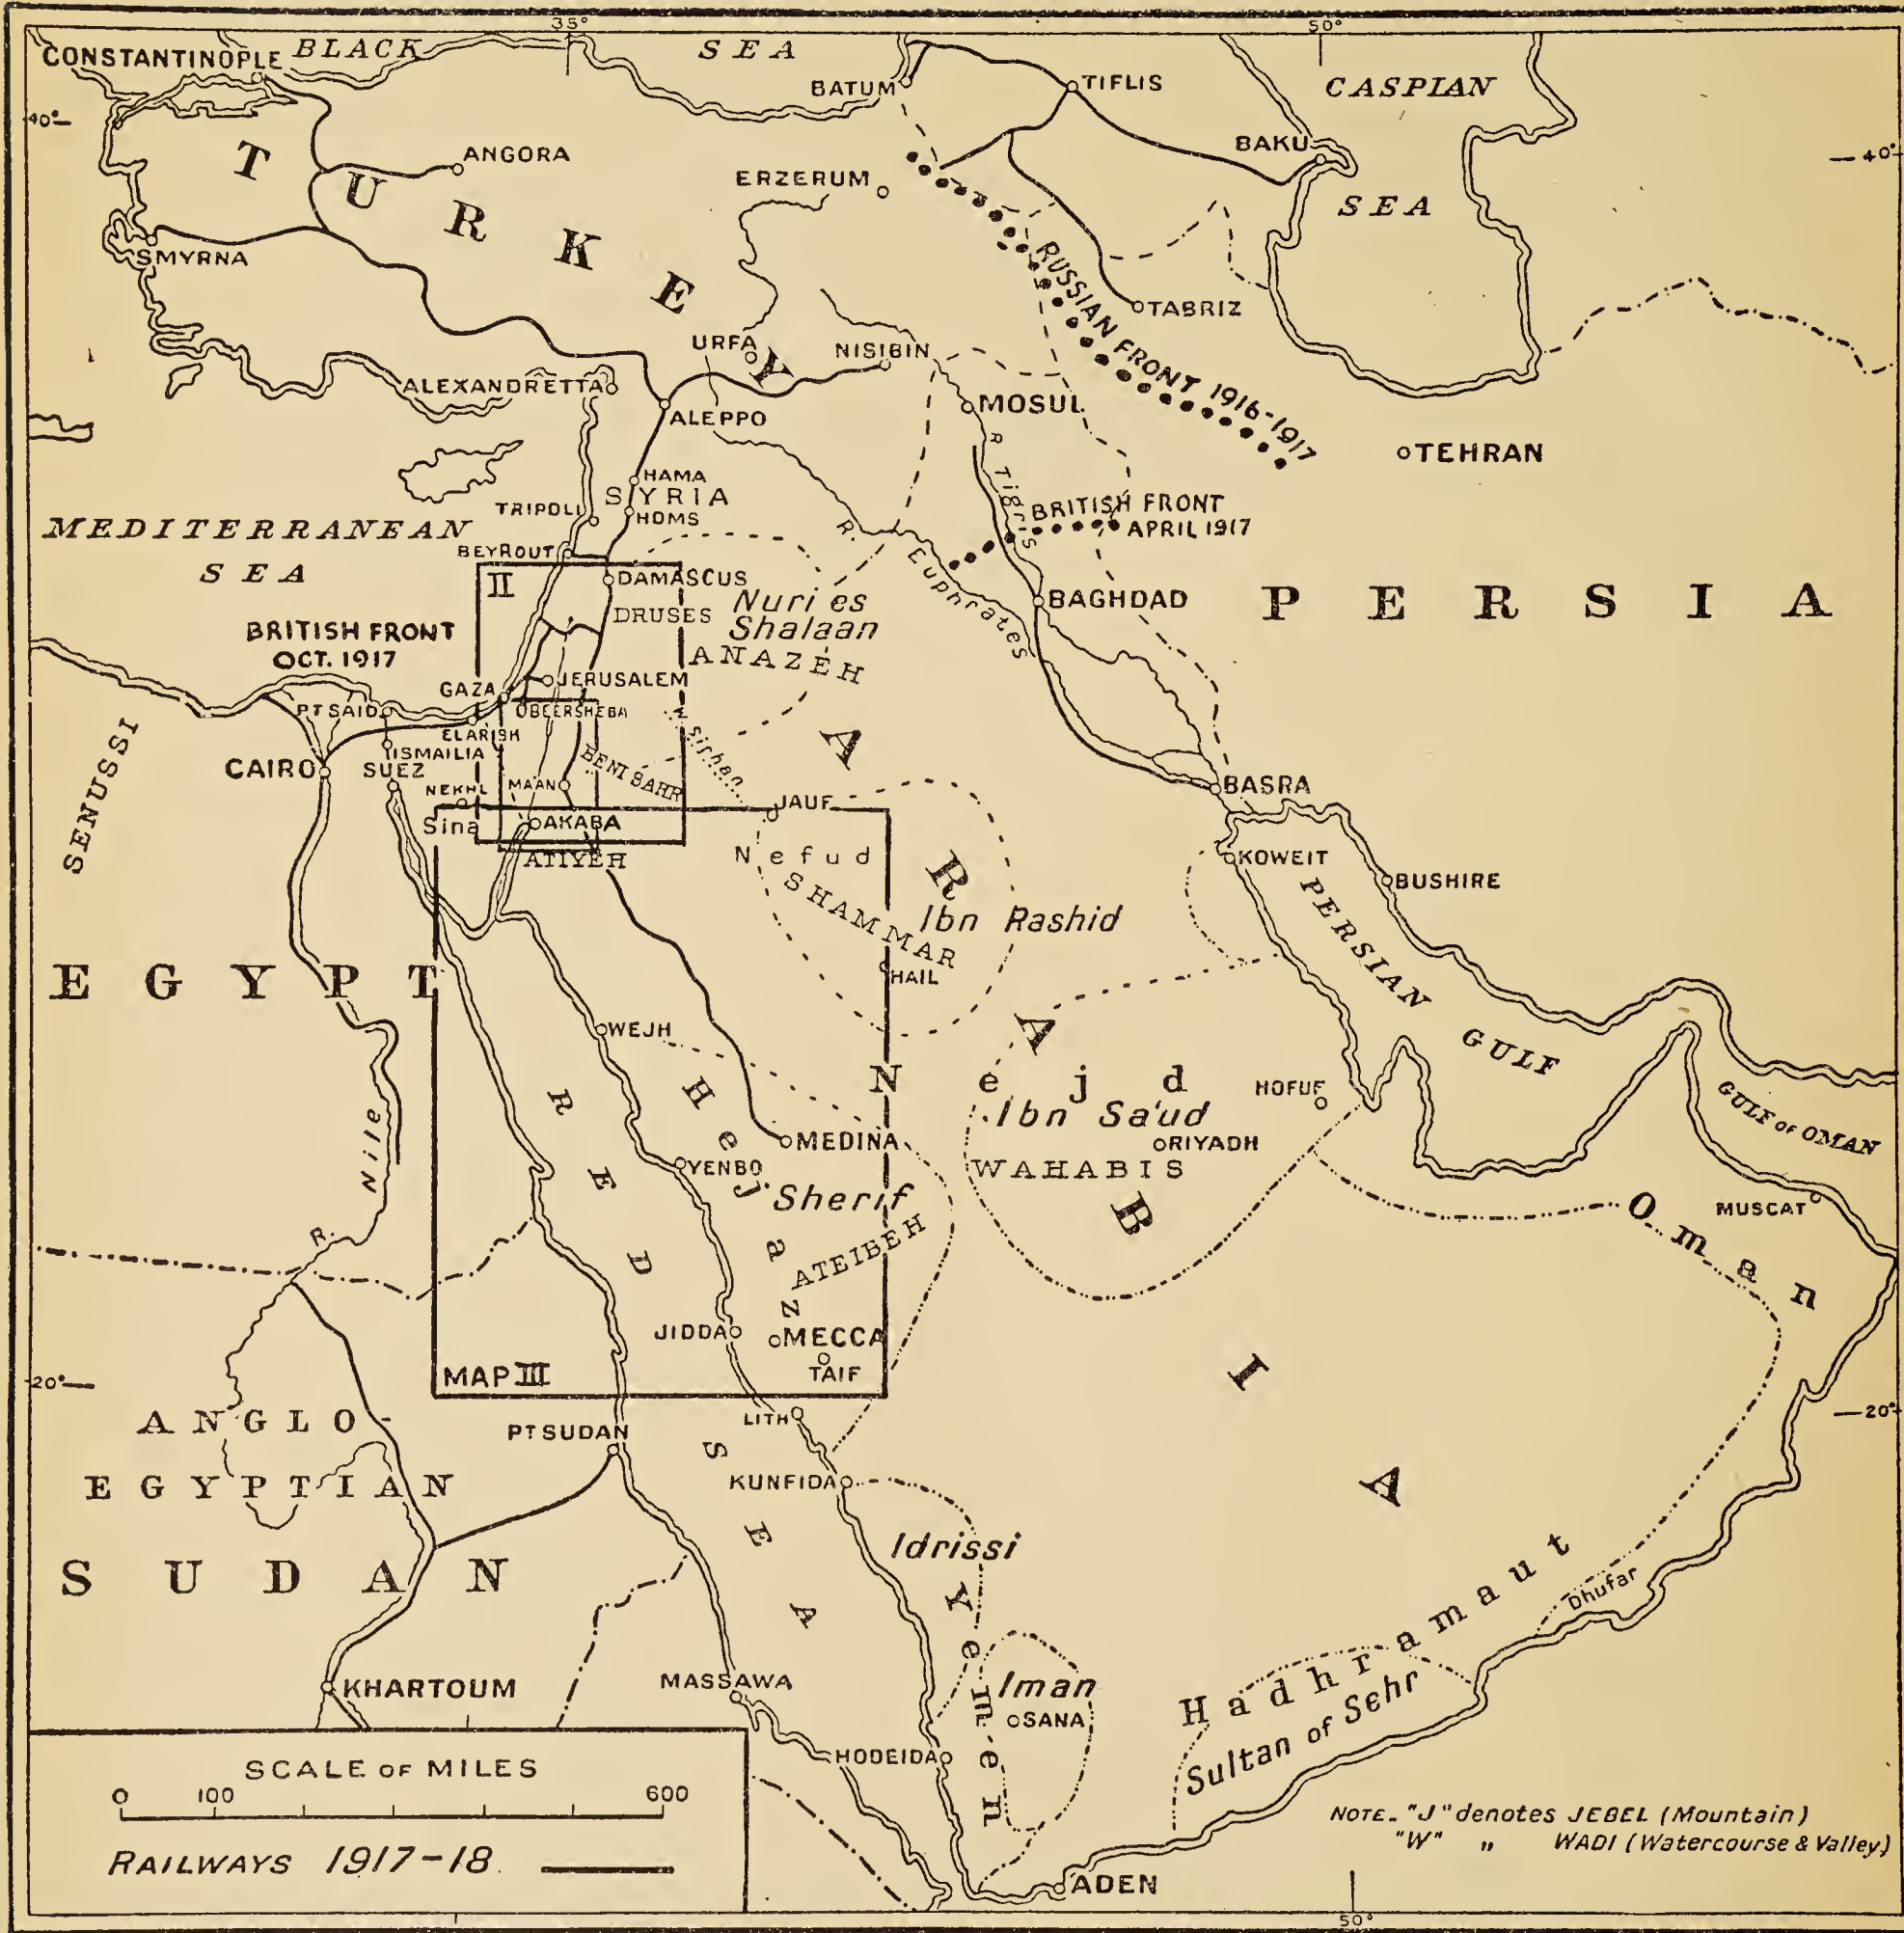 35°
50°
CONSTANTINOPLE
BLACK SEA
BATUM
TIFLIS
CASPIAN
SEA
40°
40°
ANGORA
BAKU
ERZERUM
TURKEY
SMYRNA
RUSSIAN FRONT 1916-1917
TABRIZ
URFA
NISIBIN
ALEXANDRETTA
ALEPPO
MOSUL
TEHRAN
HAMA
SYRIA
TRIPOLI
HOMS
R Tigris
BRITISH FRONT
APRIL 1917
MEDITERRANEAN
SEA
BEYROUT
R. Euphrates
II
DAMASCUS
DRUSES
Nuri es
Shalaan
ANAZEH
BAGHDAD
PERSIA
BRITISH FRONT
OCT. 1917
GAZA
JERUSALEM
BEERSHEBA
PT SAID
EL ARISH
ISMAILIA
CAIRO
SUEZ
NEKHL
MAAN
BENI SAHR
W. Sirhan
SENUSSI
Sina
AKABA
ATIYEH
JAUF
BASRA
KOWEIT
BUSHIRE
Nefud
SHAMMAR
Ibn Rashid
HAIL
ARABIA
PERSIAN GULF
EGYPT
WEJH
Nejd
Ibn Sa'ud
HOFUF
RIYADH
WAHABIS
GULF OF OMAN
MUSCAT
Oman
R. Nile
RED SEA
Hejaz
MEDINA
YENBO
Sherif
ATEIBEH
JIDDA
MECCA
TAIF
MAP III
20°
20°
LITH
PT SUDAN
KUNFIDA
ANGLO-
EGYPTIAN
SUDAN
Idrissi
Yemen
Iman
SANA
KHARTOUM
MASSAWA
HODEIDA
Hadhramaut
Dhufar
Sultan of Sehr
ADEN
SCALE OF MILES
0 100 600
RAILWAYS 1917-18.
NOTE. "J" denotes JEBEL (Mountain)
"W" " WADI (Watercourse & Valley)
50°